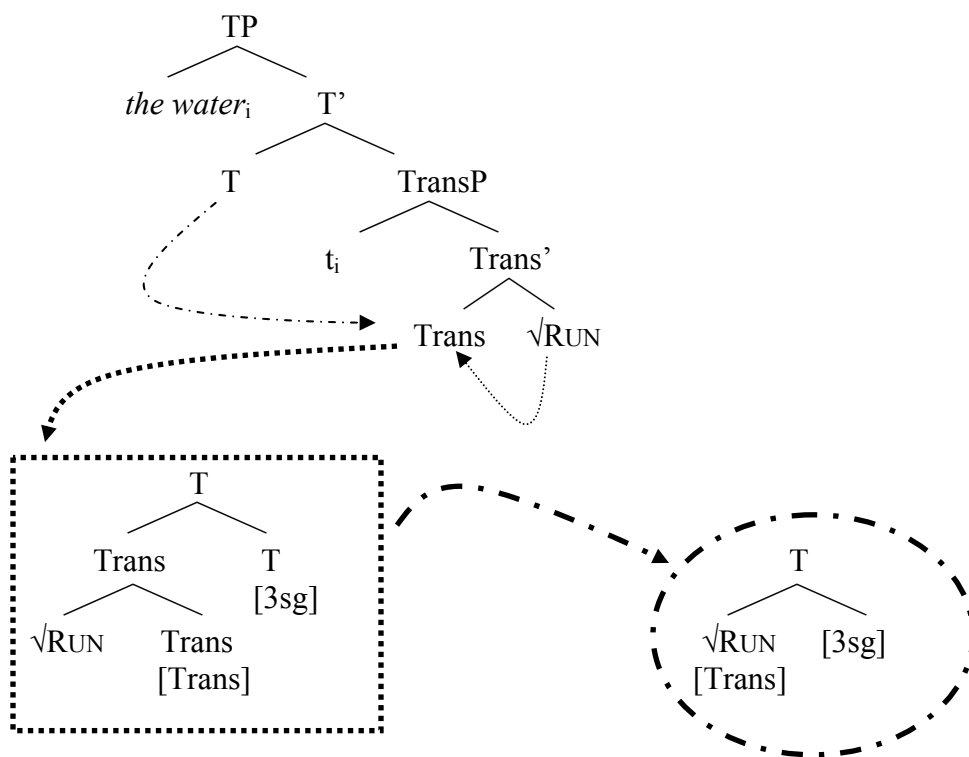 TP
the waterᵢ T’
T TransP
tᵢ Trans’
Trans √RUN
T
Trans T
[3sg]
√RUN Trans
[Trans]
T
√RUN [3sg]
[Trans]